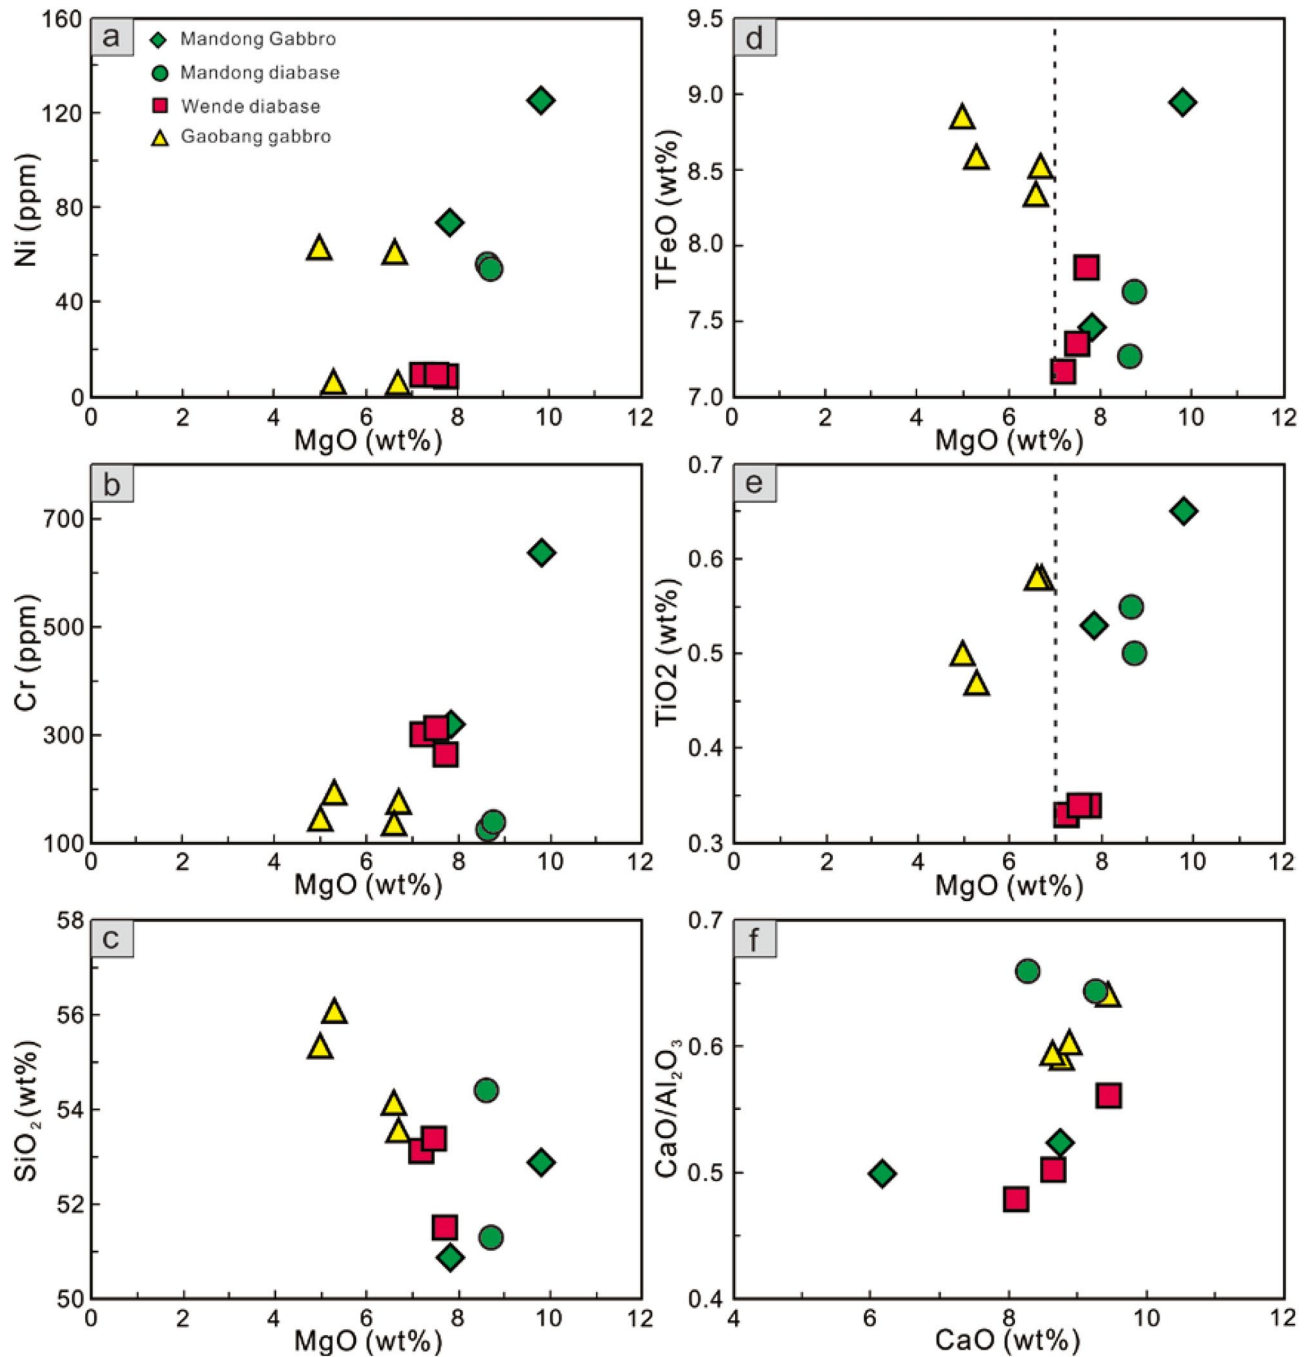 a
Mandong Gabbro
Mandong diabase
Wende diabase
Gaobang gabbro
160
120
80
40
0
Ni (ppm)
0 2 4 6 8 10 12
MgO (wt%)
d
9.5
9.0
8.5
8.0
7.5
7.0
TFeO (wt%)
0 2 4 6 8 10 12
MgO (wt%)
b
700
500
300
100
Cr (ppm)
0 2 4 6 8 10 12
MgO (wt%)
e
0.7
0.6
0.5
0.4
0.3
TiO2 (wt%)
0 2 4 6 8 10 12
MgO (wt%)
c
58
56
54
52
50
SiO₂ (wt%)
0 2 4 6 8 10 12
MgO (wt%)
f
0.7
0.6
0.5
0.4
CaO/Al₂O₃
4 6 8 10 12
CaO (wt%)